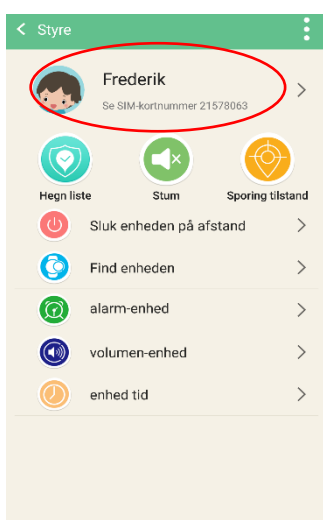 Styre
Frederik
Se SIM-kortnummer 21578063
Hegn liste
Stum
Sporing tilstand
Sluk enheden på afstand
Find enheden
alarm-enhed
volumen-enhed
enhed tid